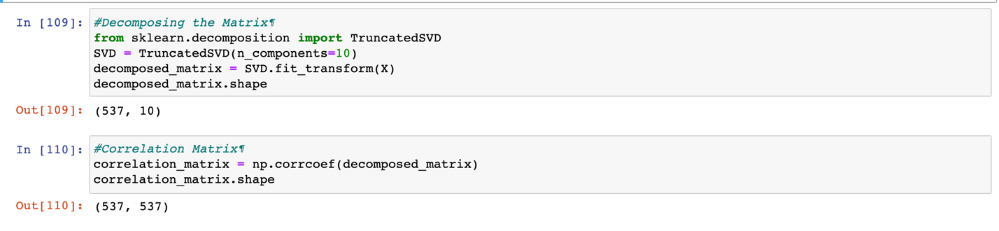 In [109]: #Decomposing the Matrix¶
from sklearn.decomposition import TruncatedSVD
SVD = TruncatedSVD(n_components=10)
decomposed_matrix = SVD.fit_transform(X)
decomposed_matrix.shape
Out[109]: (537, 10)
In [110]: #Correlation Matrix¶
correlation_matrix = np.corrcoef(decomposed_matrix)
correlation_matrix.shape
Out[110]: (537, 537)